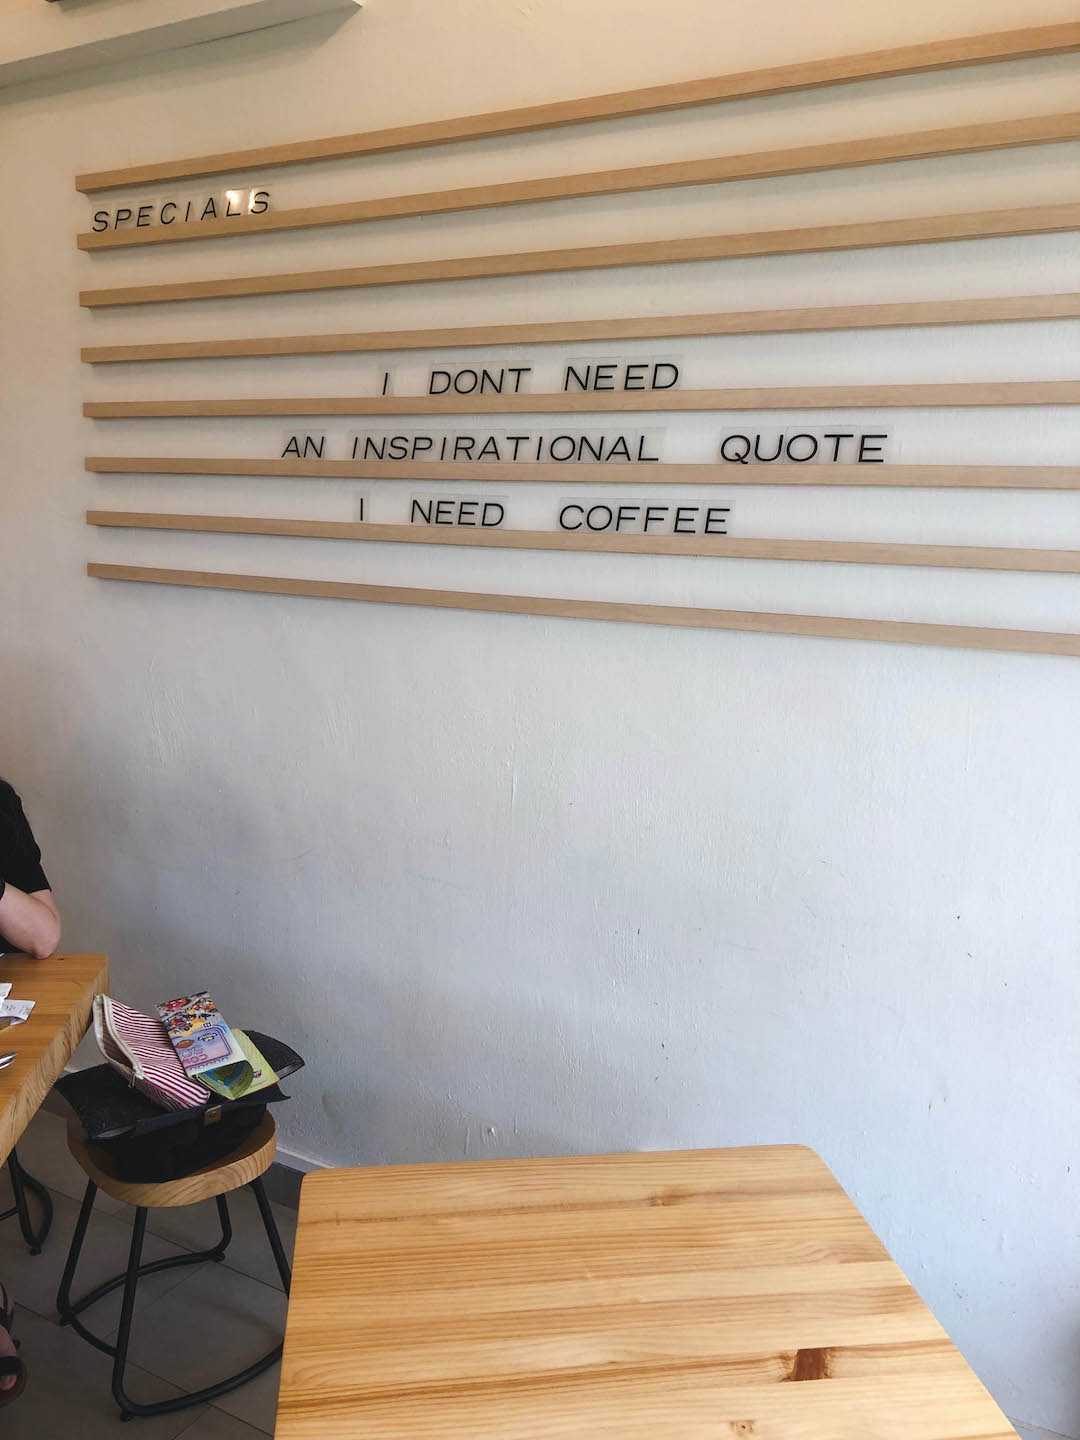 SPECIALS
I DONT NEED
AN INSPIRATIONAL QUOTE
I NEED COFFEE